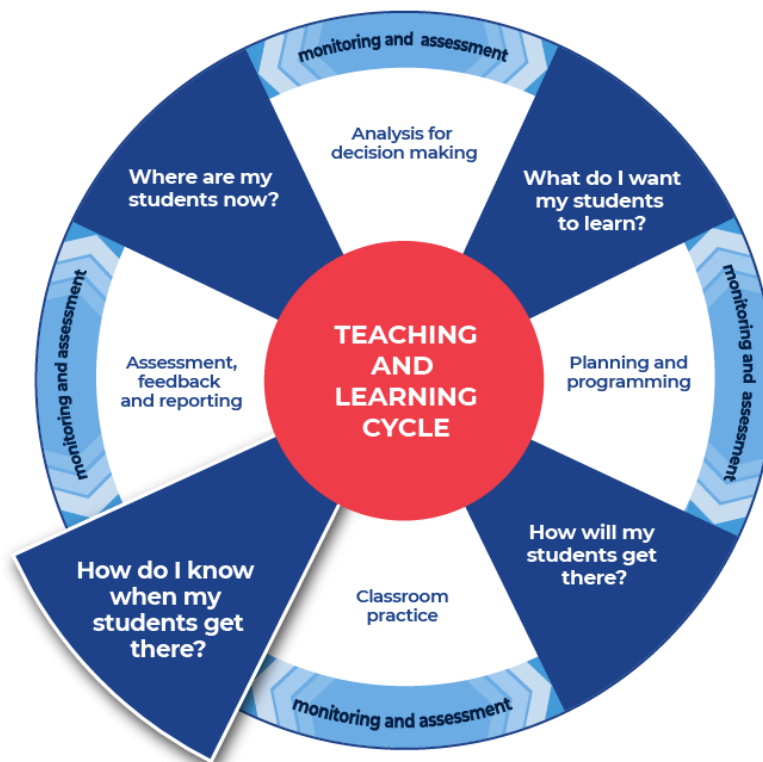 monitoring and assessment
Analysis for
decision making
Where are my
students now?
What do I want
my students
to learn?
monitoring and assessment
monitoring and assessment
TEACHING
AND
LEARNING
CYCLE
Assessment,
feedback
and reporting
Planning and
programming
How will my
students get
there?
How do I know
when my
students get
there?
Classroom
practice
monitoring and assessment